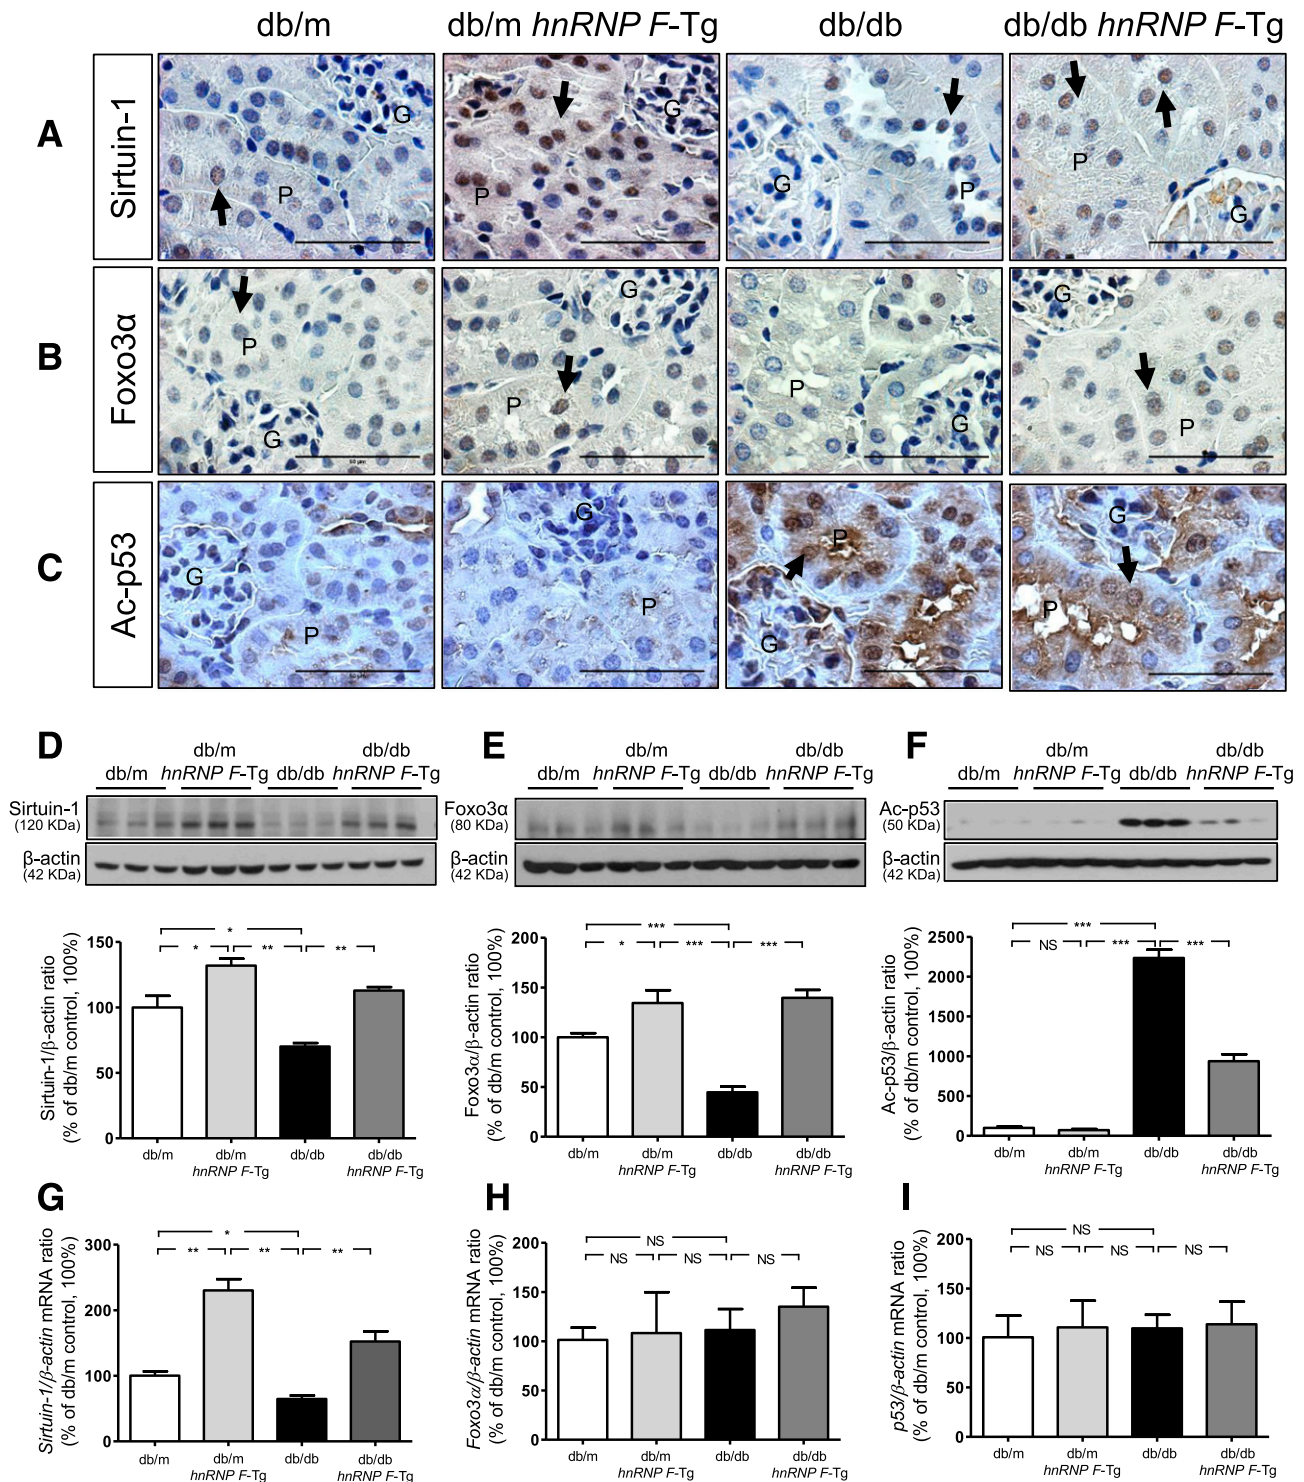 db/m db/m hnRNP F-Tg db/db db/db hnRNP F-Tg
A Sirtuin-1
G P G P G P P G
B Foxo3α
P G G P P G G P
50 µm
C Ac-p53
G P G P P G G P
D
db/m db/m hnRNP F-Tg db/db db/db hnRNP F-Tg
Sirtuin-1
(120 KDa)
β-actin
(42 KDa)
*
* ** **
Sirtuin-1/β-actin ratio
(% of db/m control, 100%)
150
100
50
0
db/m db/m hnRNP F-Tg db/db db/db hnRNP F-Tg
E
db/m db/m hnRNP F-Tg db/db db/db hnRNP F-Tg
Foxo3α
(80 KDa)
β-actin
(42 KDa)
***
* *** ***
Foxo3α/β-actin ratio
(% of db/m control, 100%)
200
150
100
50
0
db/m db/m hnRNP F-Tg db/db db/db hnRNP F-Tg
F
db/m db/m hnRNP F-Tg db/db db/db hnRNP F-Tg
Ac-p53
(50 KDa)
β-actin
(42 KDa)
***
NS *** ***
Ac-p53/β-actin ratio
(% of db/m control, 100%)
2500
2000
1500
1000
500
0
db/m db/m hnRNP F-Tg db/db db/db hnRNP F-Tg
G
*
** ** **
Sirtuin-1/β-actin mRNA ratio
(% of db/m control, 100%)
300
200
100
0
db/m db/m hnRNP F-Tg db/db db/db hnRNP F-Tg
H
NS
NS NS NS
Foxo3α/β-actin mRNA ratio
(% of db/m control, 100%)
200
150
100
50
0
db/m db/m hnRNP F-Tg db/db db/db hnRNP F-Tg
I
NS
NS NS NS
p53/β-actin mRNA ratio
(% of db/m control, 100%)
200
150
100
50
0
db/m db/m hnRNP F-Tg db/db db/db hnRNP F-Tg